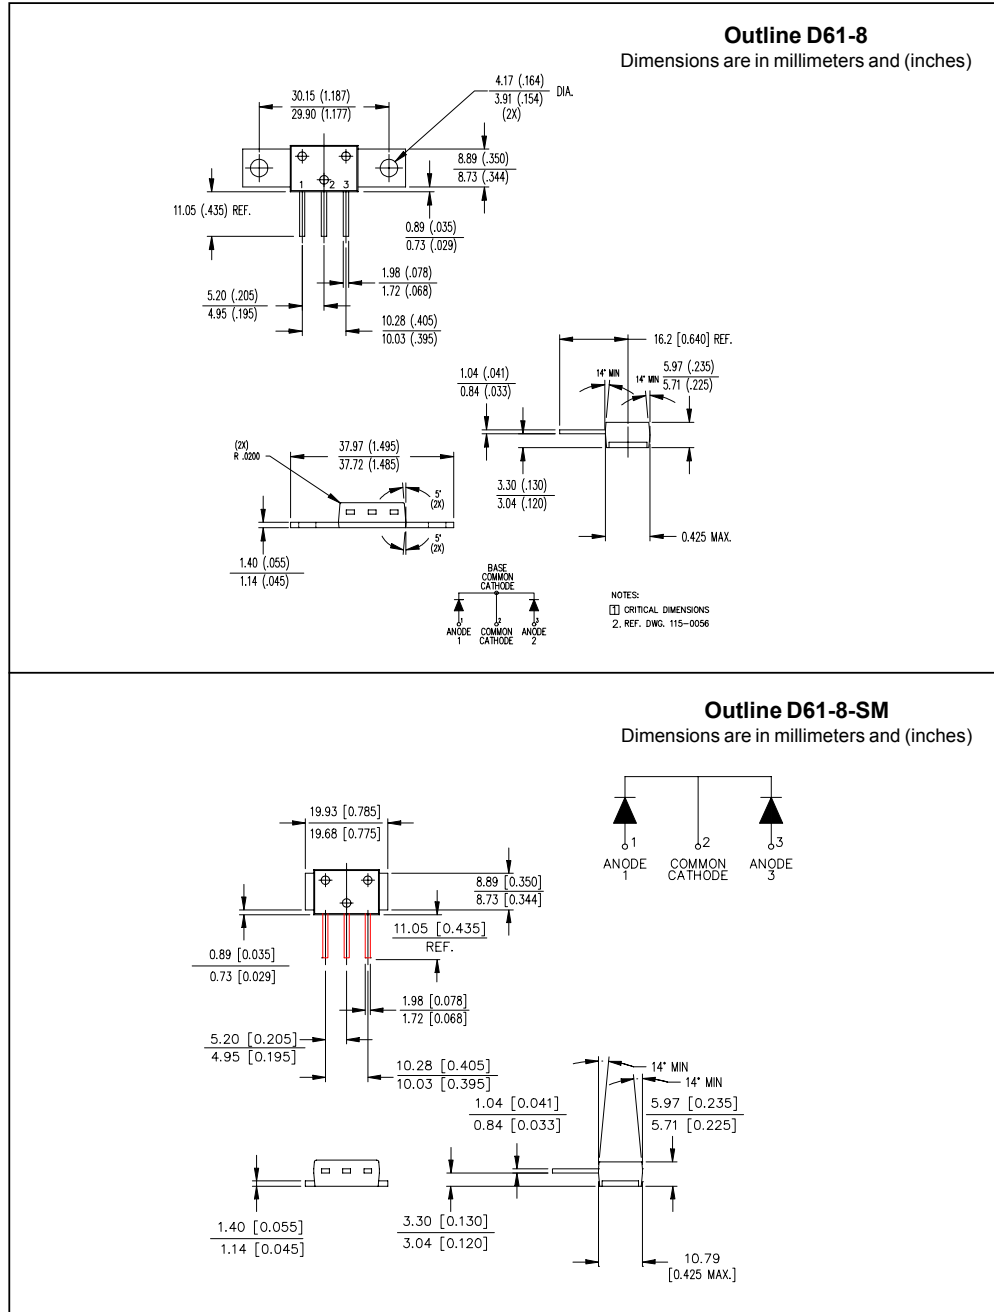 Outline D61-8
Dimensions are in millimeters and (inches)
30.15 (1.187)
29.90 (1.177)
4.17 (.164)
3.91 (.154)
DIA.
(2X)
8.89 (.350)
8.73 (.344)
1 2 3
11.05 (.435) REF.
0.89 (.035)
0.73 (.029)
1.98 (.078)
1.72 (.068)
5.20 (.205)
4.95 (.195)
10.28 (.405)
10.03 (.395)
16.2 [0.640] REF.
1.04 (.041)
0.84 (.033)
14° MIN
14° MIN
5.97 (.235)
5.71 (.225)
(2X)
R .0200
37.97 (1.495)
37.72 (1.485)
5°
(2X)
3.30 (.130)
3.04 (.120)
0.425 MAX.
5°
(2X)
1.40 (.055)
1.14 (.045)
BASE
COMMON
CATHODE
1 2 3
ANODE
1
COMMON
CATHODE
ANODE
2
NOTES:
1 CRITICAL DIMENSIONS
2. REF. DWG. 115-0056
Outline D61-8-SM
Dimensions are in millimeters and (inches)
19.93 [0.785]
19.68 [0.775]
1 2 3
ANODE
1
COMMON
CATHODE
ANODE
3
8.89 [0.350]
8.73 [0.344]
11.05 [0.435]
REF.
0.89 [0.035]
0.73 [0.029]
1.98 [0.078]
1.72 [0.068]
5.20 [0.205]
4.95 [0.195]
10.28 [0.405]
10.03 [0.395]
14° MIN
14° MIN
1.04 [0.041]
0.84 [0.033]
5.97 [0.235]
5.71 [0.225]
1.40 [0.055]
1.14 [0.045]
3.30 [0.130]
3.04 [0.120]
10.79
[0.425 MAX.]